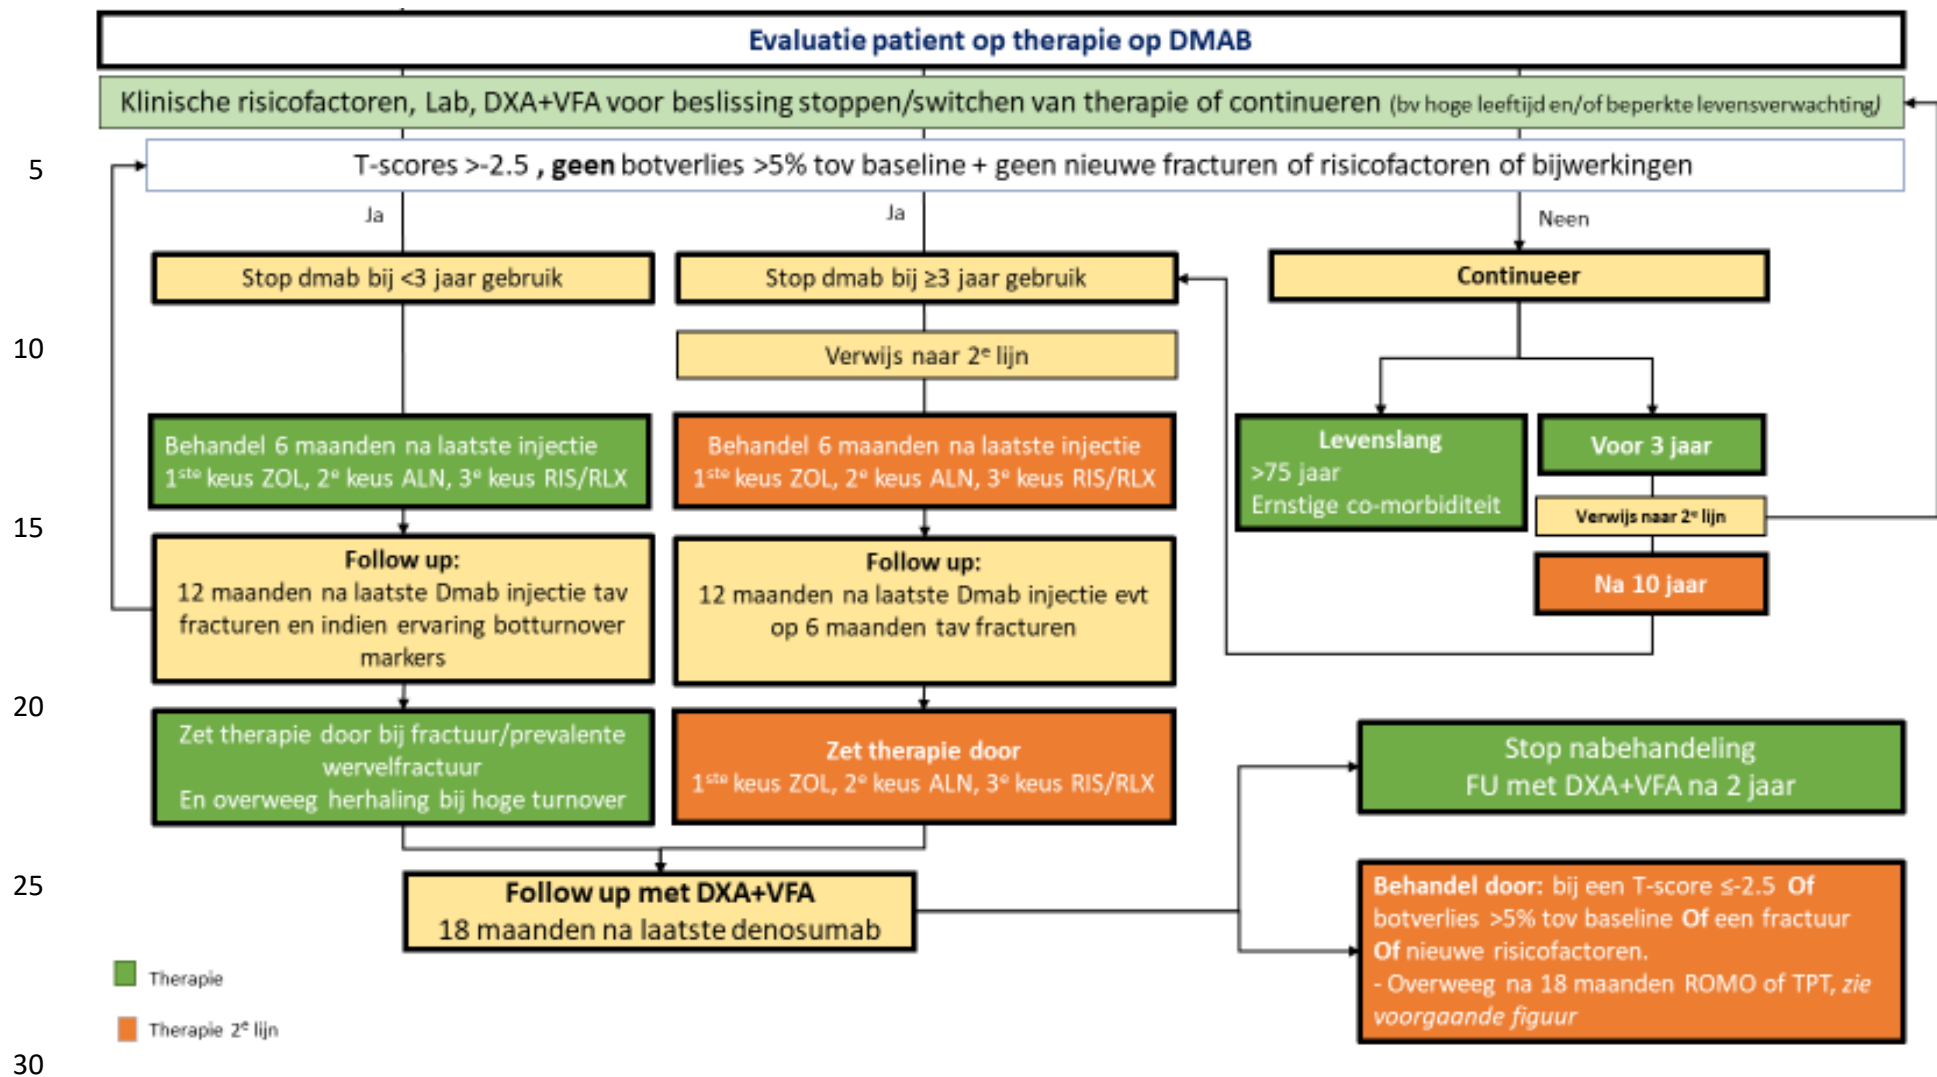 Evaluatie patient op therapie op DMAB
Klinische risicofactoren, Lab, DXA+VFA voor beslissing stoppen/switchen van therapie of continueren (bv hoge leeftijd en/of beperkte levensverwachting)
5
T-scores >-2.5 , geen botverlies >5% tov baseline + geen nieuwe fracturen of risicofactoren of bijwerkingen
Ja
Ja
Neen
Stop dmab bij <3 jaar gebruik
Stop dmab bij ≥3 jaar gebruik
Continueer
10
Verwijs naar 2e lijn
Behandel 6 maanden na laatste injectie
1ste keus ZOL, 2e keus ALN, 3e keus RIS/RLX
Behandel 6 maanden na laatste injectie
1ste keus ZOL, 2e keus ALN, 3e keus RIS/RLX
Levenslang
>75 jaar
Ernstige co-morbiditeit
Voor 3 jaar
15
Verwijs naar 2e lijn
Follow up:
12 maanden na laatste Dmab injectie tav
fracturen en indien ervaring botturnover
markers
Follow up:
12 maanden na laatste Dmab injectie evt
op 6 maanden tav fracturen
Na 10 jaar
20
Zet therapie door bij fractuur/prevalente
wervelfractuur
En overweeg herhaling bij hoge turnover
Zet therapie door
1ste keus ZOL, 2e keus ALN, 3e keus RIS/RLX
Stop nabehandeling
FU met DXA+VFA na 2 jaar
25
Follow up met DXA+VFA
18 maanden na laatste denosumab
Behandel door: bij een T-score ≤-2.5 Of
botverlies >5% tov baseline Of een fractuur
Of nieuwe risicofactoren.
- Overweeg na 18 maanden ROMO of TPT, zie
voorgaande figuur
Therapie
Therapie 2e lijn
30